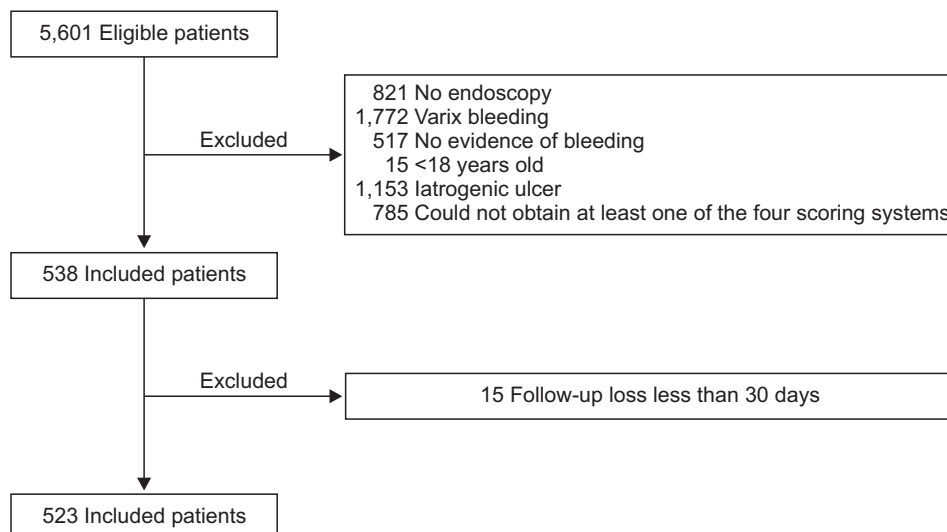 5,601 Eligible patients
821 No endoscopy
1,772 Varix bleeding
517 No evidence of bleeding
15 <18 years old
1,153 Iatrogenic ulcer
785 Could not obtain at least one of the four scoring systems
Excluded
538 Included patients
Excluded
15 Follow-up loss less than 30 days
523 Included patients